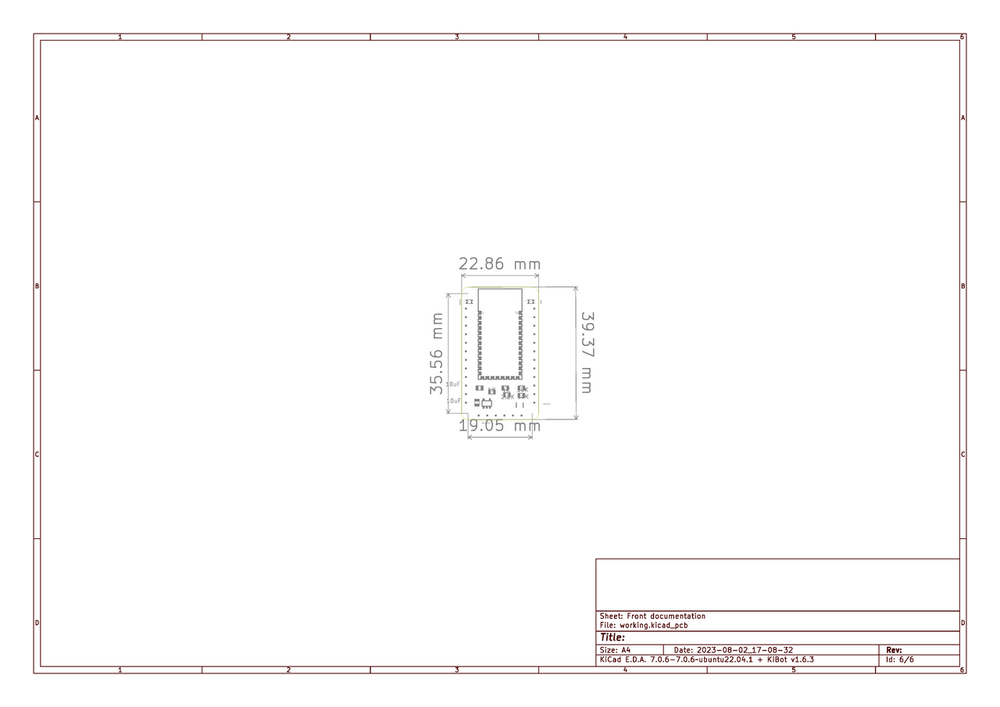 1 2 3 4 5 6
A A
22.86 mm
B B
39.37 mm
35.56 mm
10uF
10uF
19.05 mm
C C
Sheet: Front documentation
File: working.kicad_pcb
D D
Title:
Size: A4 Date: 2023-08-02_17-08-32 Rev:
KiCad E.D.A. 7.0.6-7.0.6-ubuntu22.04.1 + KiBot v1.6.3 Id: 6/6
1 2 3 4 5 6